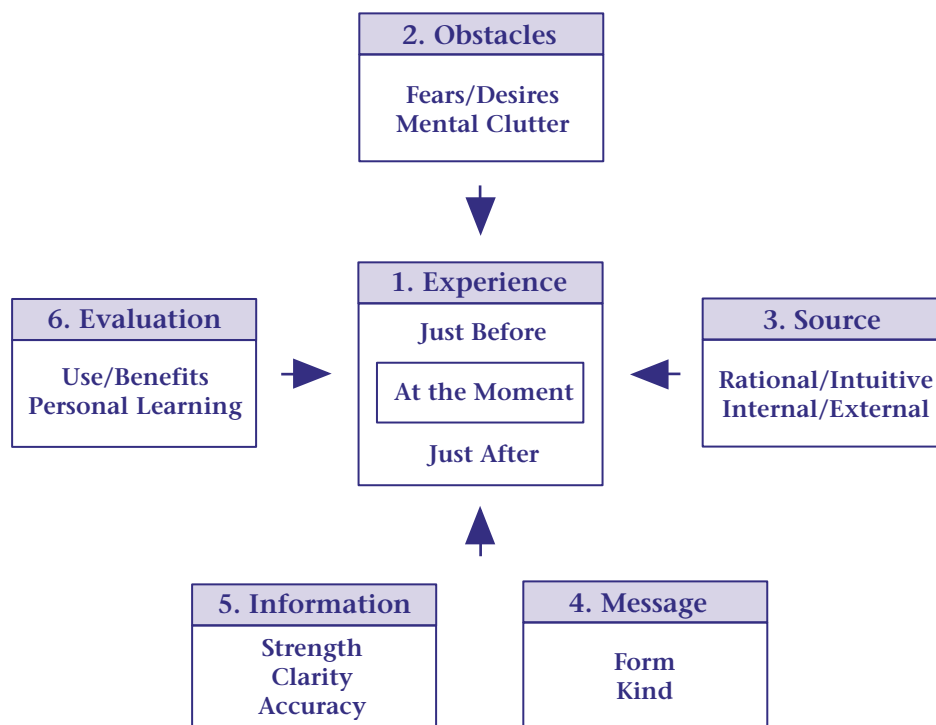 2. Obstacles
Fears/Desires
Mental Clutter
1. Experience
Just Before
At the Moment
Just After
6. Evaluation
Use/Benefits
Personal Learning
3. Source
Rational/Intuitive
Internal/External
5. Information
Strength
Clarity
Accuracy
4. Message
Form
Kind